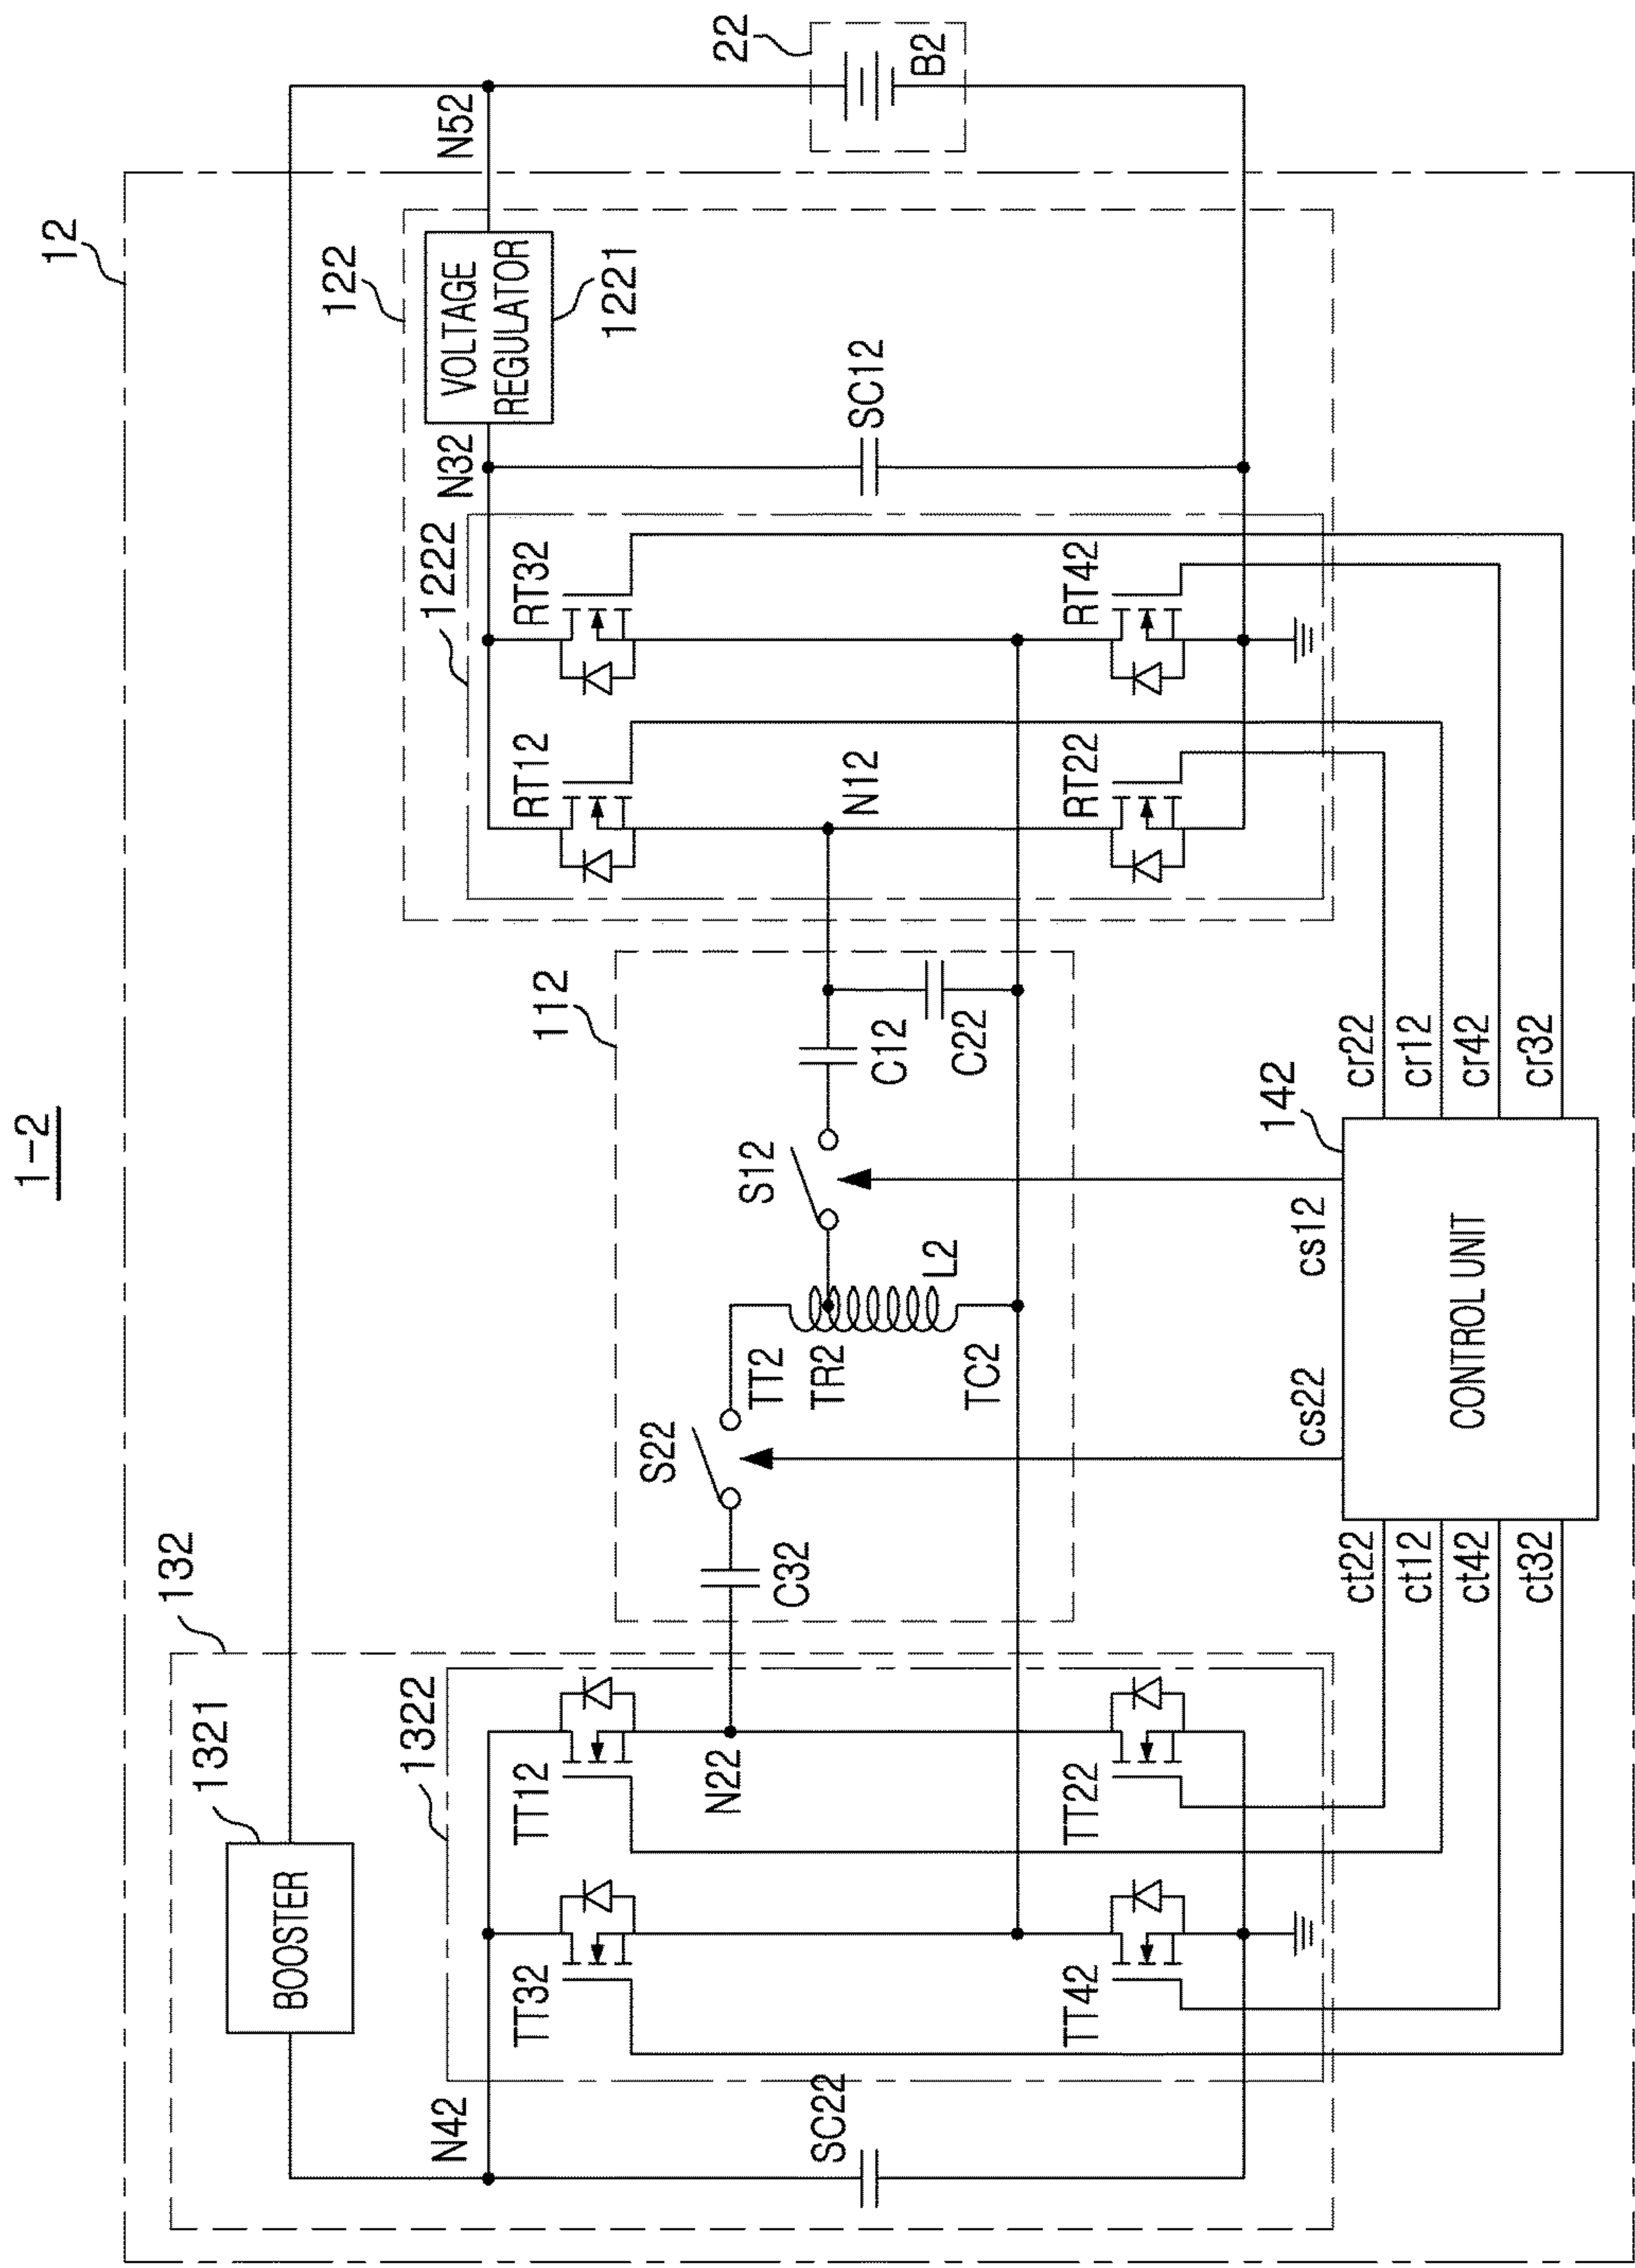 1-2
12
132
1321
BOOSTER
N42
1322
TT32
TT12
N22
TT42
TT22
SC22
112
S22
C32
TT2
TR2
TC2
L2
S12
C12
C22
122
1222
RT12
RT32
N12
RT22
RT42
N32
VOLTAGE
REGULATOR
1221
SC12
N52
22
B2
142
CONTROL UNIT
cs22
cs12
ct22
ct12
ct42
ct32
cr22
cr12
cr42
cr32